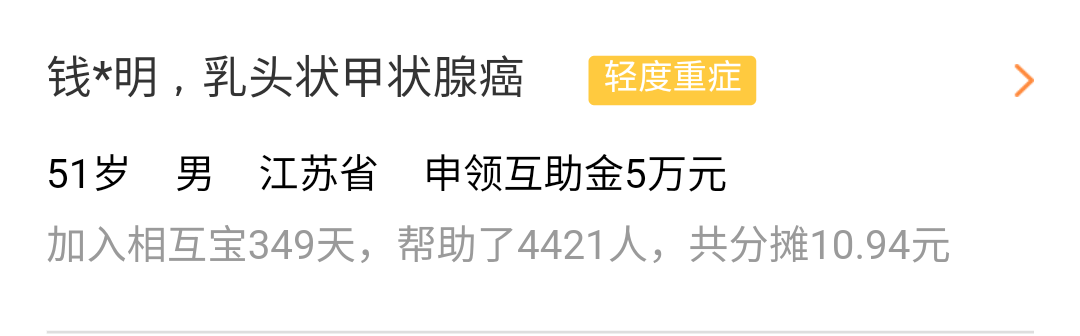 钱*明，乳头状甲状腺癌 轻度重症
51岁 男 江苏省 申领互助金5万元
加入相互宝349天，帮助了4421人，共分摊10.94元